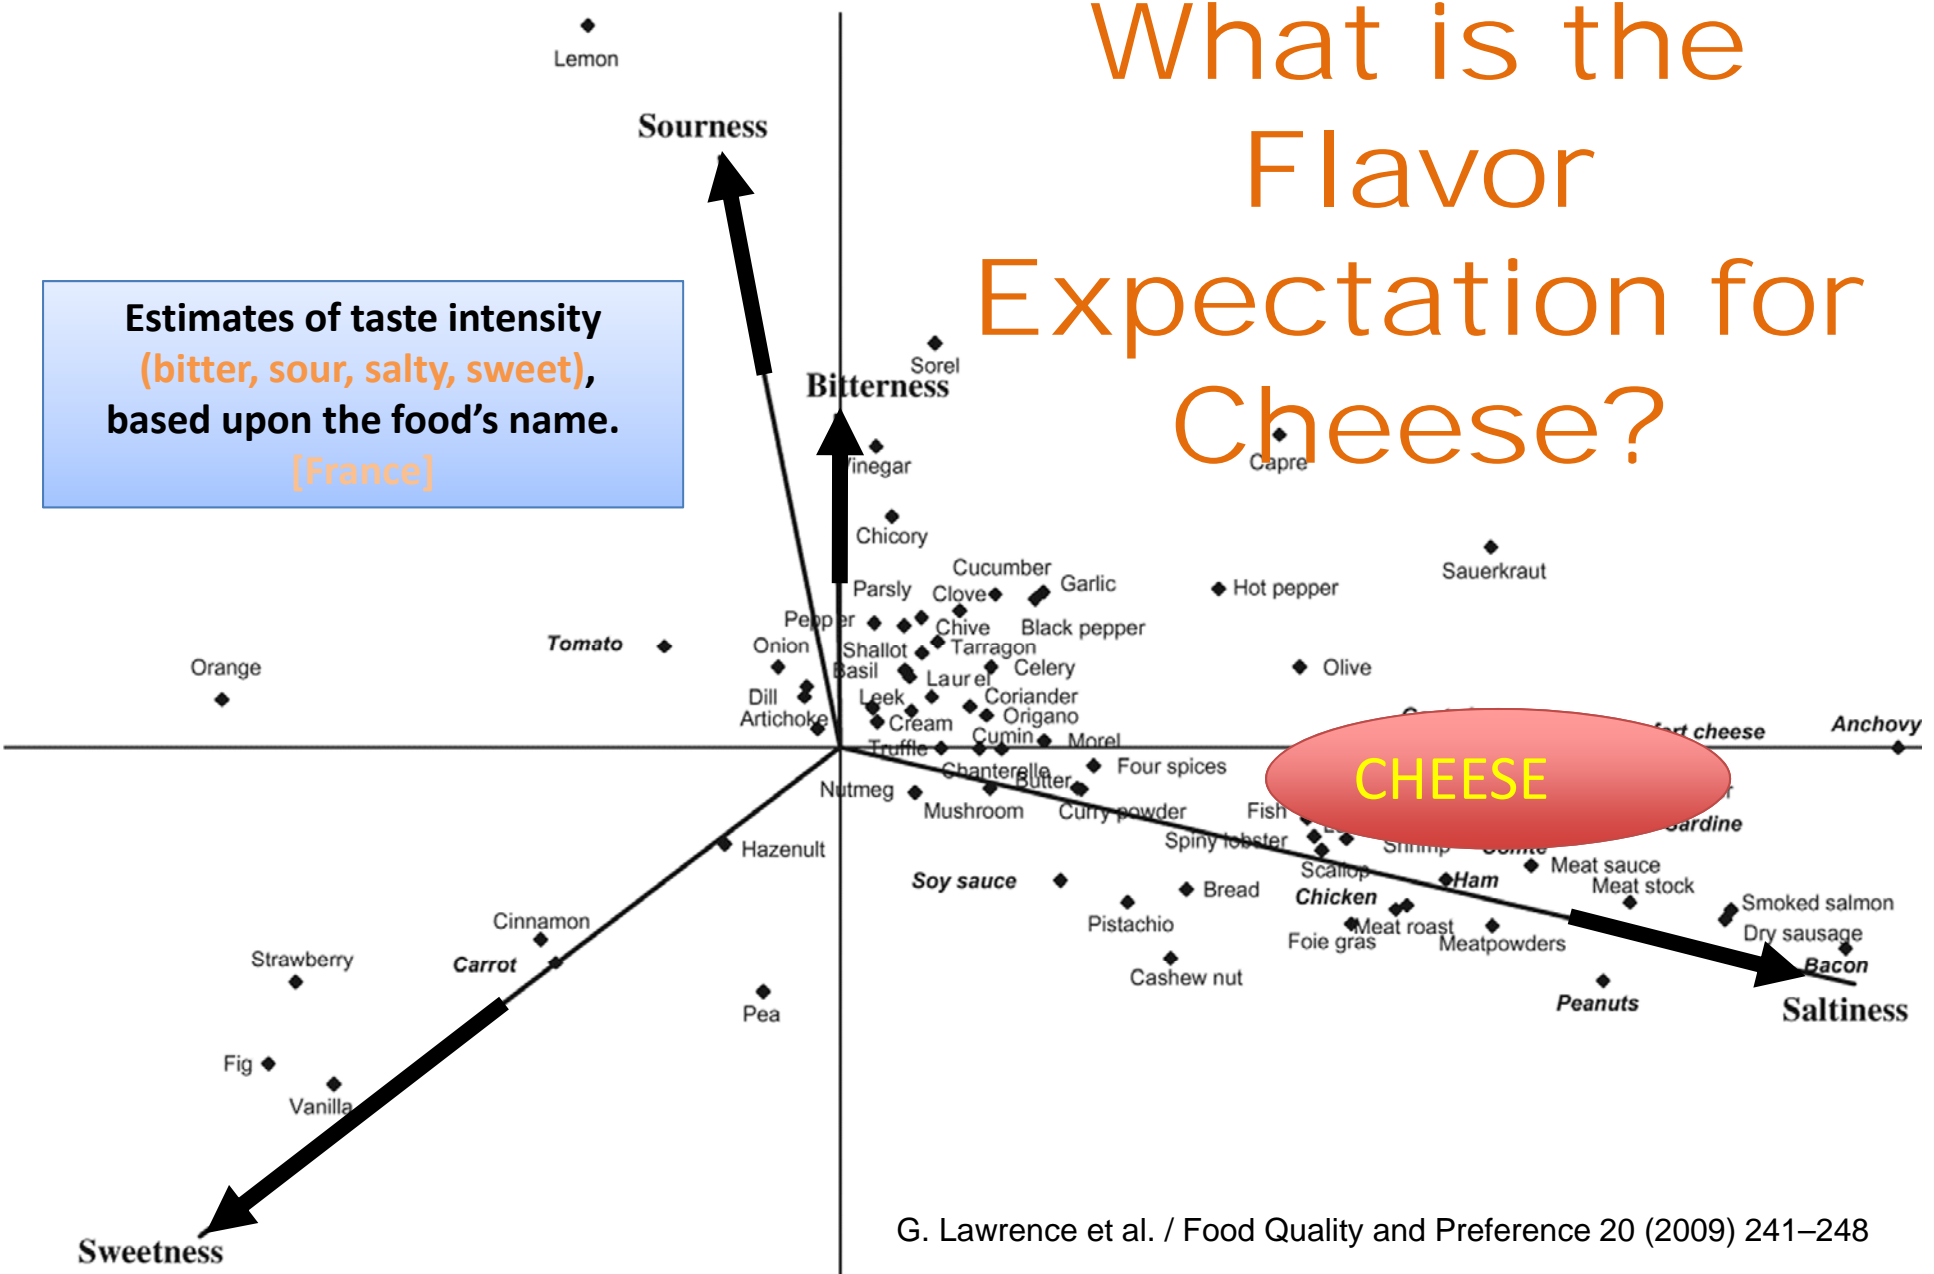 What is the
Flavor
Expectation for
Cheese?
Lemon
Sourness
Estimates of taste intensity
(bitter, sour, salty, sweet),
based upon the food's name.
[France]
Sorel
Bitterness
Vinegar
Capre
Chicory
Sauerkraut
Cucumber
Parsly
Clove
Garlic
Hot pepper
Pepper
Chive
Black pepper
Tomato
Onion
Shallot
Tarragon
Orange
Basil
Laurel
Celery
Olive
Dill
Leek
Coriander
Artichoke
Cream
Origano
Cumin
Morel
cheese
Anchovy
Truffle
Chanterelle
Butter
Four spices
CHEESE
Nutmeg
Mushroom
Curry powder
Fish
Spiny lobster
Shrimp
Hazenult
Scallop
Meat sauce
Soy sauce
Bread
Chicken
Ham
Meat stock
Pistachio
Foie gras
Meat roast
Meatpowders
Smoked salmon
Dry sausage
Cinnamon
Strawberry
Carrot
Cashew nut
Bacon
Pea
Peanuts
Saltiness
Fig
Vanilla
Sweetness
G. Lawrence et al. / Food Quality and Preference 20 (2009) 241–248